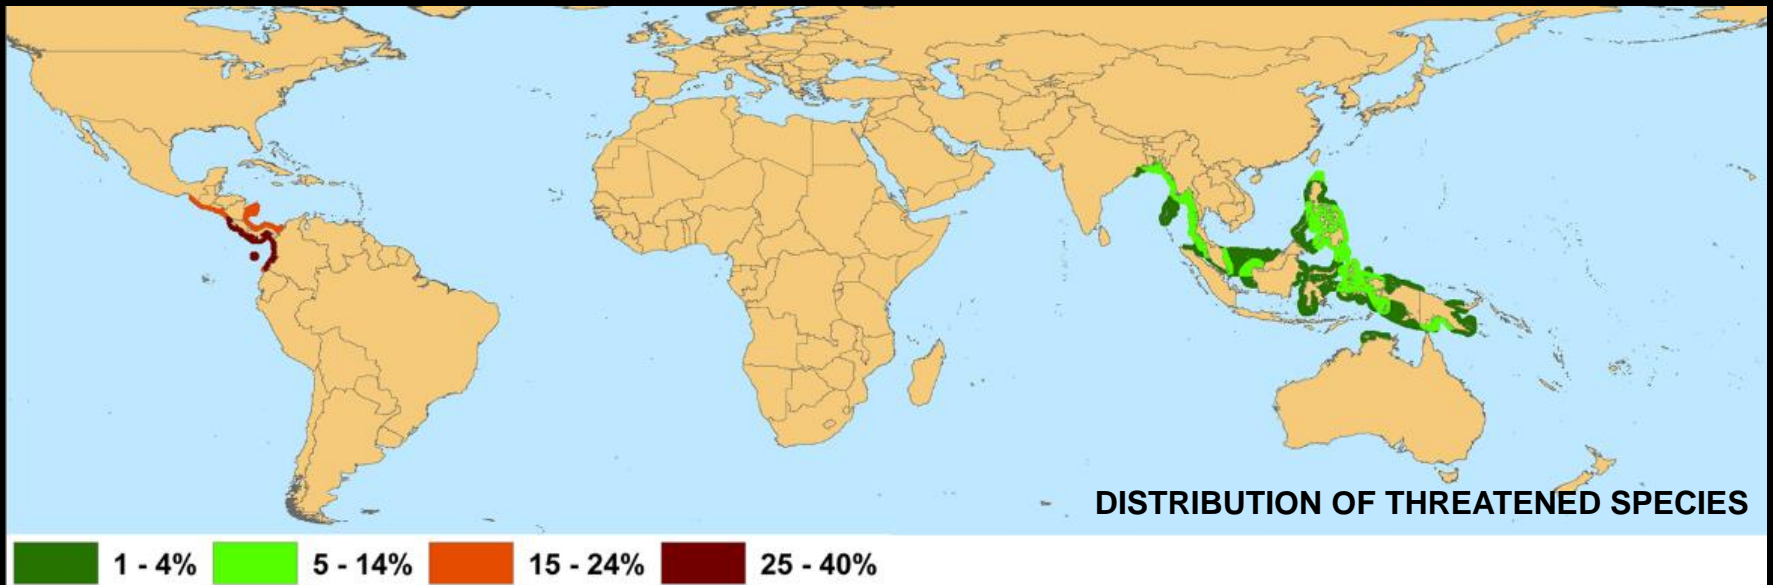 DISTRIBUTION OF THREATENED SPECIES
1 - 4% 5 - 14% 15 - 24% 25 - 40%